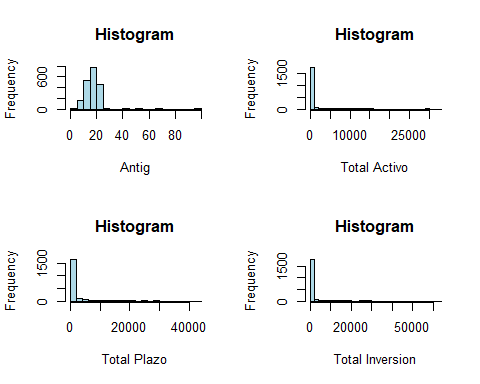 Histogram
Frequency
0 600
0 20 40 60 80
Antig
Histogram
Frequency
0 1500
0 10000 25000
Total Activo
Histogram
Frequency
0 1500
0 20000 40000
Total Plazo
Histogram
Frequency
0 1500
0 20000 50000
Total Inversion